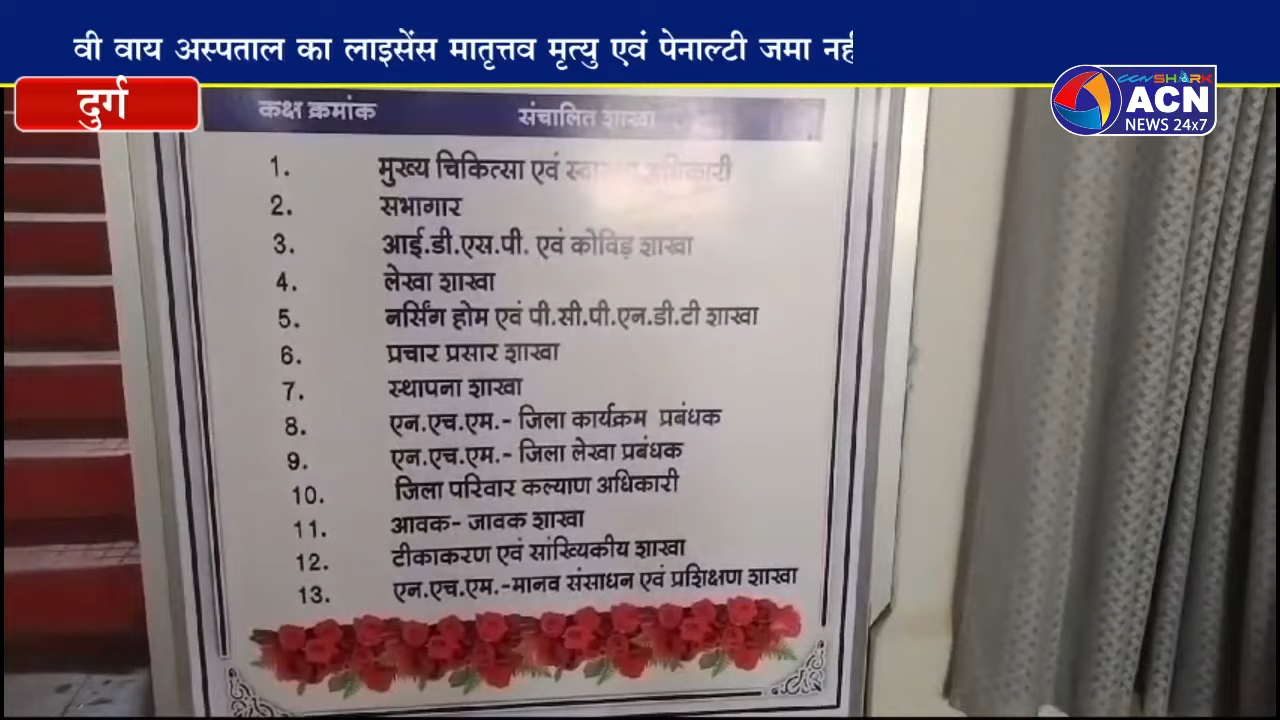 वी वाय अस्पताल का लाइसेंस मातृत्तव मृत्यु एवं पेनाल्टी जमा नही
दुर्ग
CCN SHARK
ACN
NEWS 24x7
कक्ष क्रमांक संचालित शाखा
1. मुख्य चिकित्सा एवं अधिकारी
2. सभागार
3. आई.डी.एस.पी. एवं कोविड़ शाखा
4. लेखा शाखा
5. नर्सिंग होम एवं पी.सी.पी.एन.डी.टी शाखा
6. प्रचार प्रसार शाखा
7. स्थापना शाखा
8. एन.एच.एम.- जिला कार्यक्रम प्रबंधक
9. एन.एच.एम.- जिला लेखा प्रबंधक
10. जिला परिवार कल्याण अधिकारी
11. आवक- जावक शाखा
12. टीकाकरण एवं सांख्यिकीय शाखा
13. एन.एच.एम.-मानव संसाधन एवं प्रशिक्षण शाखा